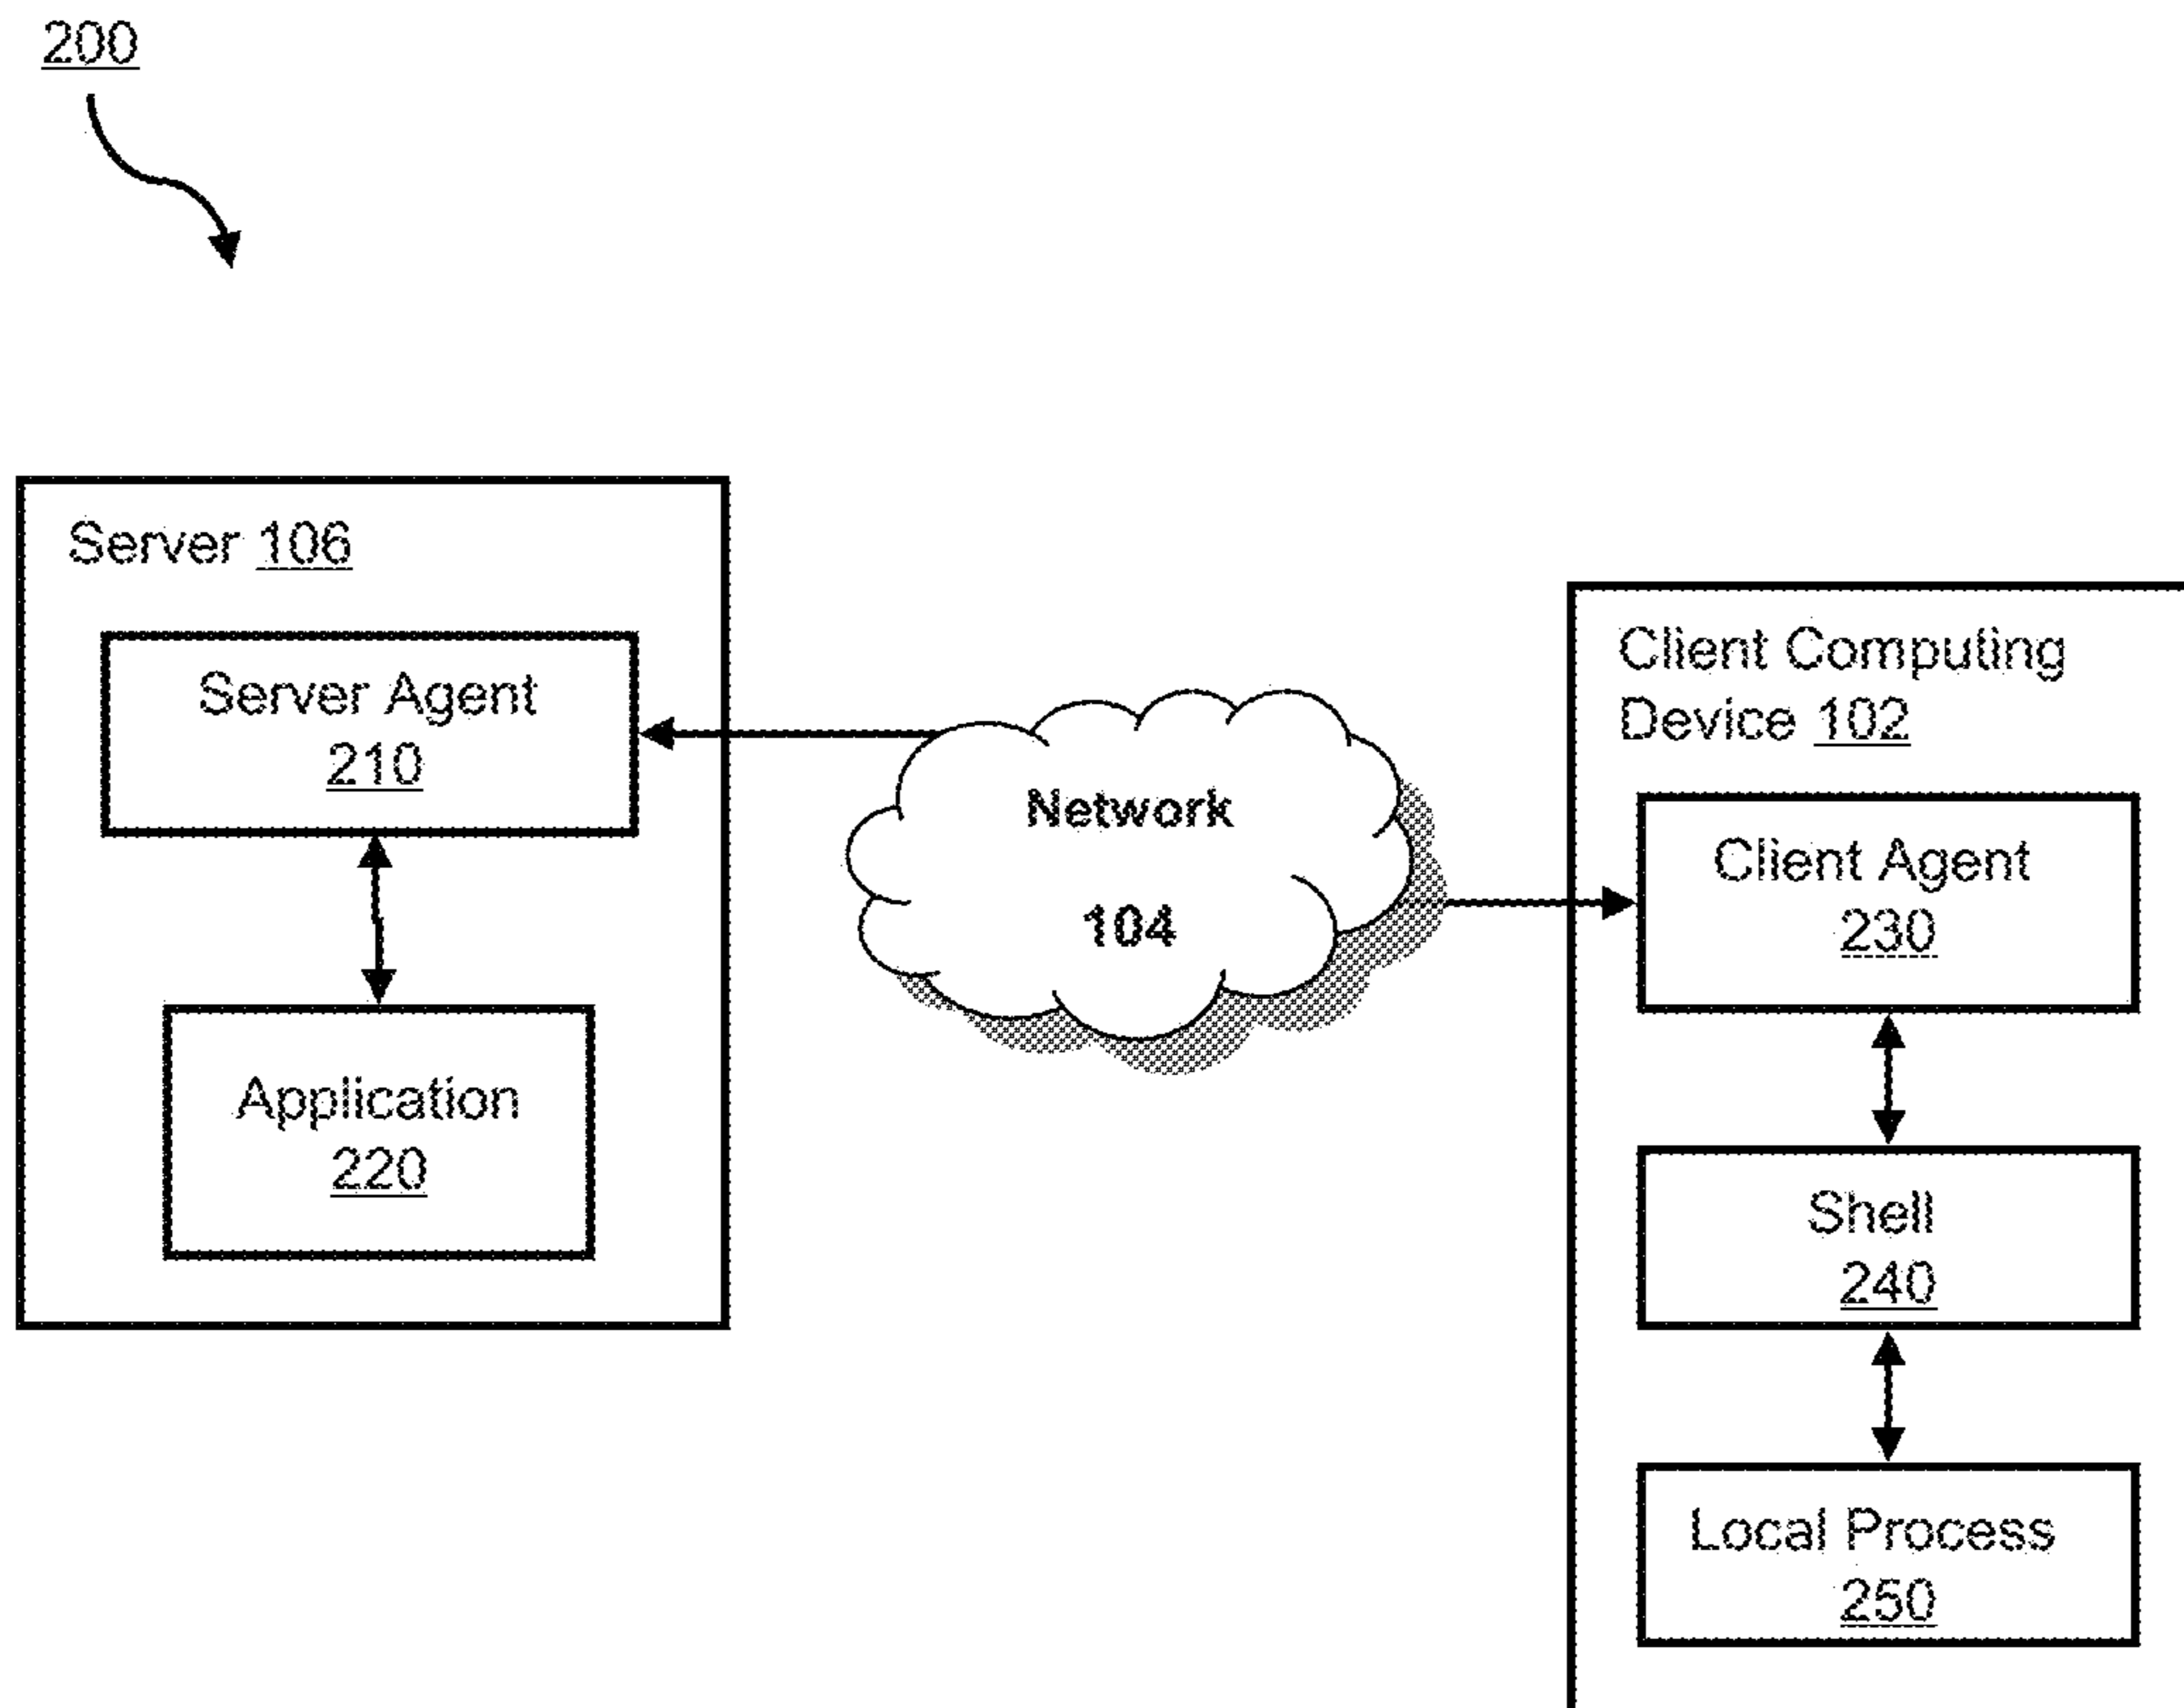 200
Server 106
Server Agent
210
Application
220
Network
104
Client Computing
Device 102
Client Agent
230
Shell
240
Local Process
250